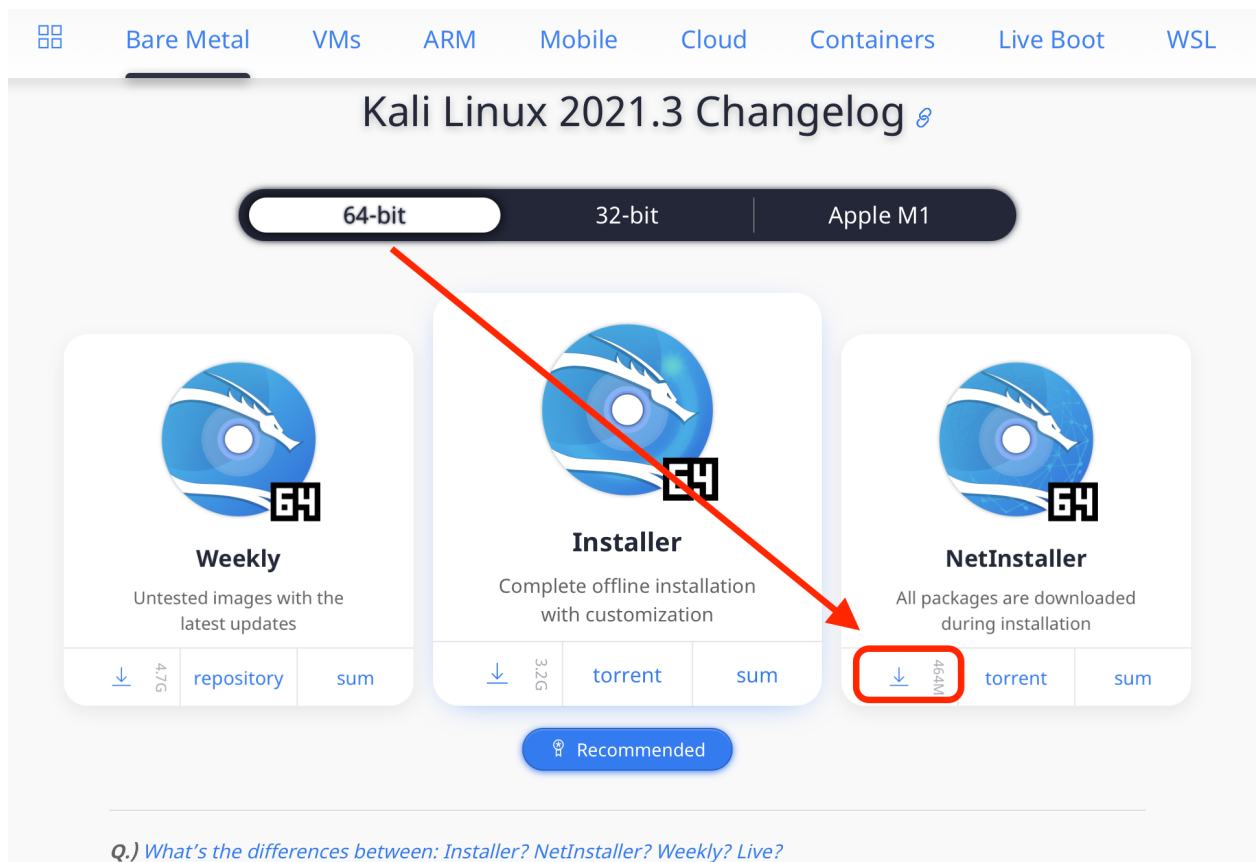 Bare Metal VMs ARM Mobile Cloud Containers Live Boot WSL
Kali Linux 2021.3 Changelog
64-bit 32-bit Apple M1
64
Weekly
Untested images with the
latest updates
4.7G repository sum
64
Installer
Complete offline installation
with customization
3.2G torrent sum
Recommended
64
NetInstaller
All packages are downloaded
during installation
464M torrent sum
Q.) What's the differences between: Installer? NetInstaller? Weekly? Live?